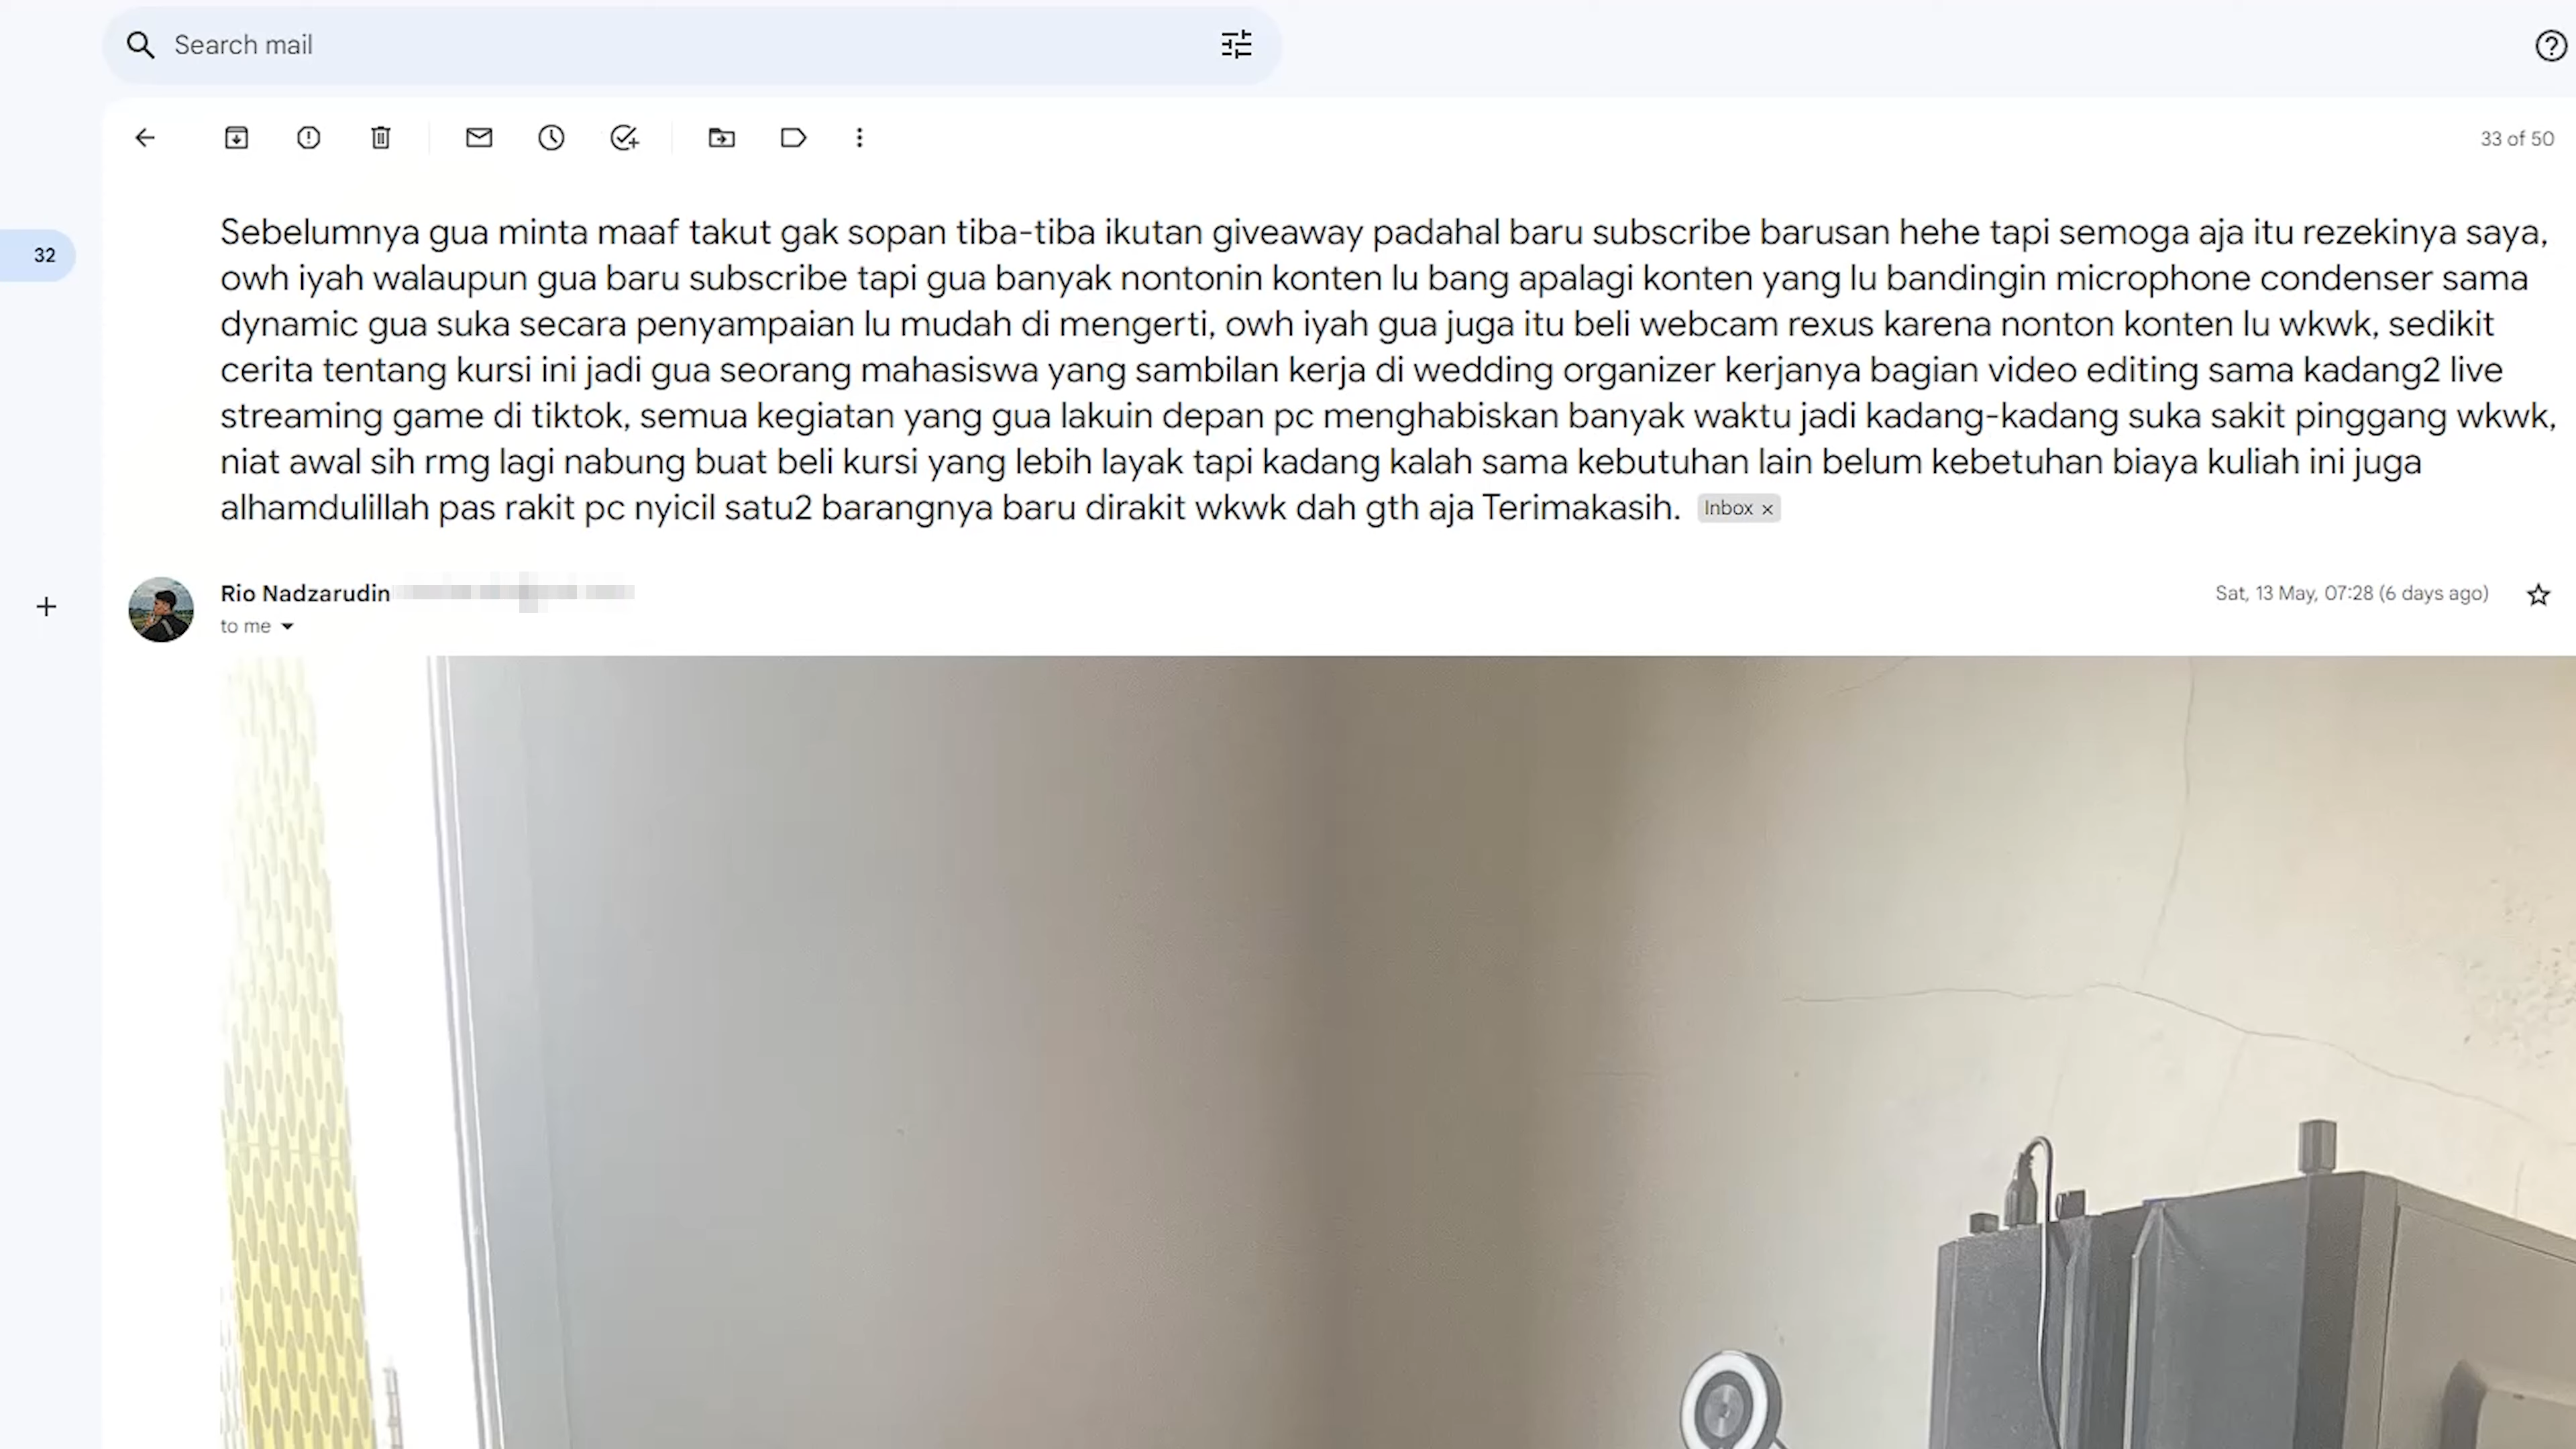 Search mail
33 of 50
Sebelumnya gua minta maaf takut gak sopan tiba-tiba ikutan giveaway padahal baru subscribe barusan hehe tapi semoga aja itu rezekinya saya,
owh iyah walaupun gua baru subscribe tapi gua banyak nontonin konten lu bang apalagi konten yang lu bandingin microphone condenser sama
dynamic gua suka secara penyampaian lu mudah di mengerti, owh iyah gua juga itu beli webcam rexus karena nonton konten lu wkwk, sedikit
cerita tentang kursi ini jadi gua seorang mahasiswa yang sambilan kerja di wedding organizer kerjanya bagian video editing sama kadang2 live
streaming game di tiktok, semua kegiatan yang gua lakuin depan pc menghabiskan banyak waktu jadi kadang-kadang suka sakit pinggang wkwk,
niat awal sih rmg lagi nabung buat beli kursi yang lebih layak tapi kadang kalah sama kebutuhan lain belum kebetuhan biaya kuliah ini juga
alhamdulillah pas rakit pc nyicil satu2 barangnya baru dirakit wkwk dah gth aja Terimakasih. Inbox ×
32
Rio Nadzarudin
Sat, 13 May, 07:28 (6 days ago)
to me